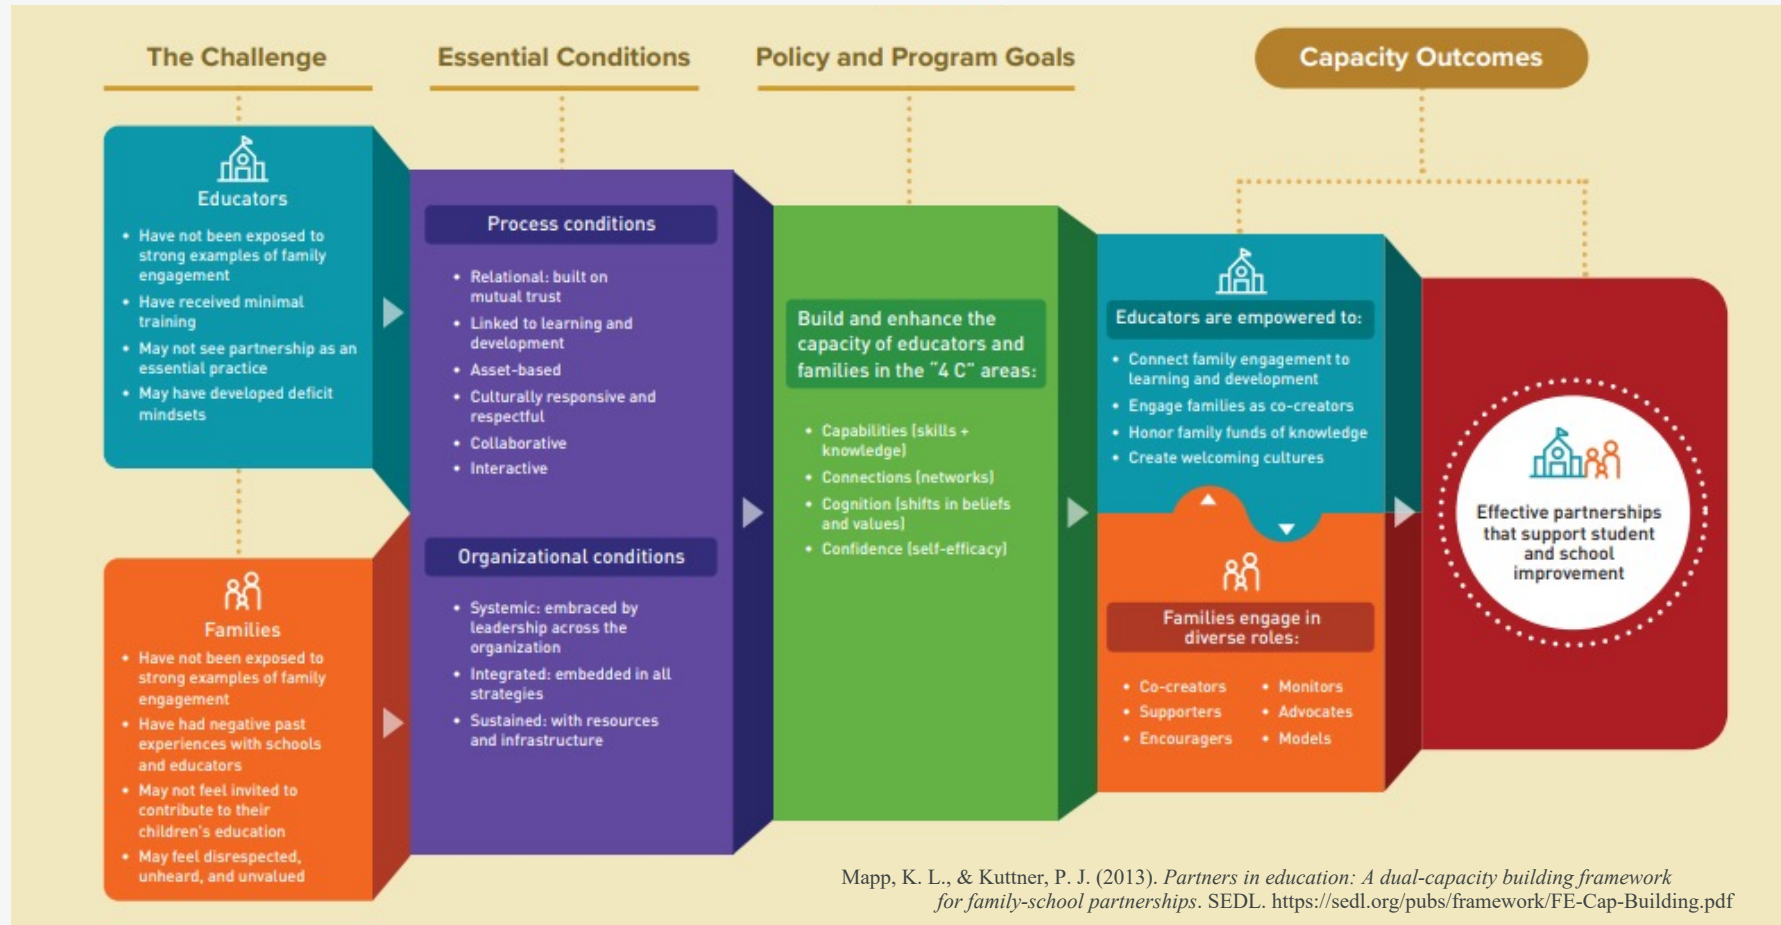 The Challenge
Educators
• Have not been exposed to
strong examples of family
engagement
• Have received minimal
training
• May not see partnership as an
essential practice
• May have developed deficit
mindsets
Families
• Have not been exposed to
strong examples of family
engagement
• Have had negative past
experiences with schools
and educators
• May not feel invited to
contribute to their
children's education
• May feel disrespected,
unheard, and unvalued
Essential Conditions
Process conditions
• Relational: built on
mutual trust
• Linked to learning and
development
• Asset-based
• Culturally responsive and
respectful
• Collaborative
• Interactive
Organizational conditions
• Systemic: embraced by
leadership across the
organization
• Integrated: embedded in all
strategies
• Sustained: with resources
and infrastructure
Policy and Program Goals
Build and enhance the
capacity of educators and
families in the "4 C" areas:
• Capabilities (skills +
knowledge)
• Connections (networks)
• Cognition (shifts in beliefs
and values)
• Confidence (self-efficacy)
Capacity Outcomes
Educators are empowered to:
• Connect family engagement to
learning and development
• Engage families as co-creators
• Honor family funds of knowledge
• Create welcoming cultures
Families engage in
diverse roles:
• Co-creators
• Supporters
• Encouragers
• Monitors
• Advocates
• Models
Effective partnerships
that support student
and school
improvement
Mapp, K. L., & Kuttner, P. J. (2013). Partners in education: A dual-capacity building framework
for family-school partnerships. SEDL. https://sedl.org/pubs/framework/FE-Cap-Building.pdf